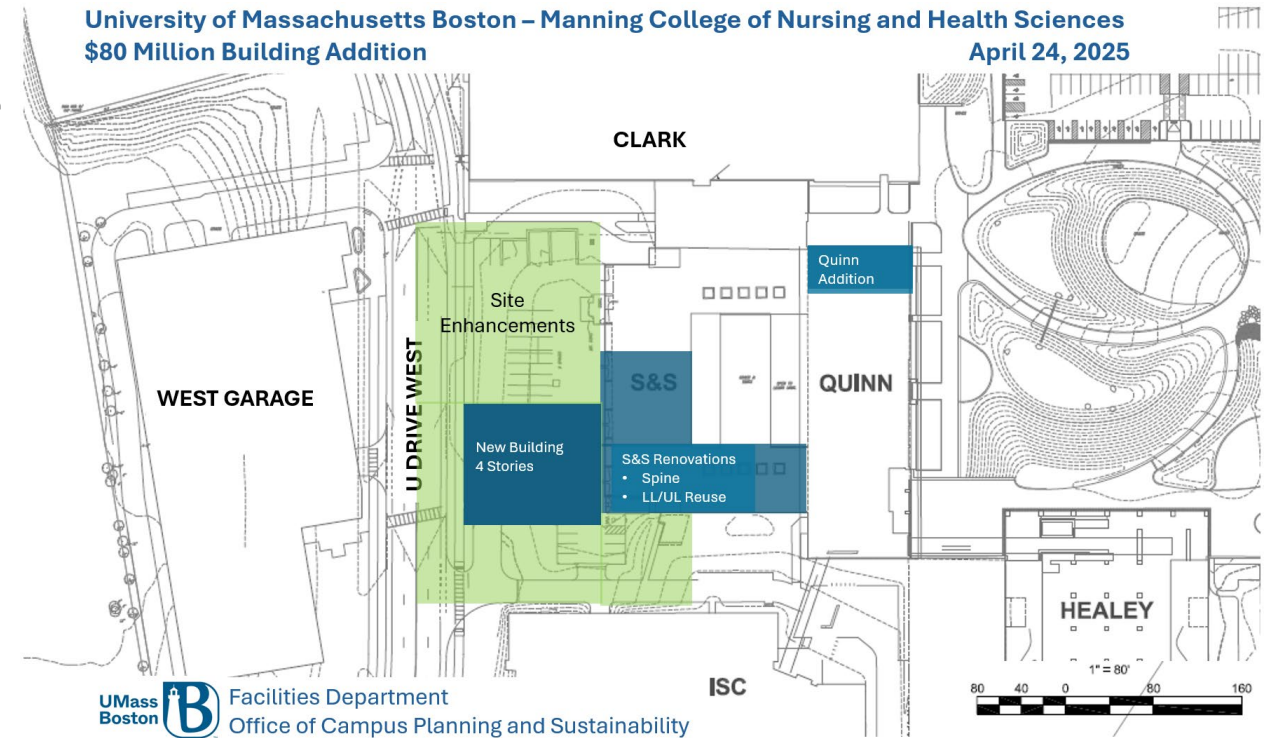 University of Massachusetts Boston – Manning College of Nursing and Health Sciences
$80 Million Building Addition
April 24, 2025
CLARK
Quinn
Addition
Site
Enhancements
U DRIVE WEST
WEST GARAGE
S&S
QUINN
New Building
4 Stories
S&S Renovations
• Spine
• LL/UL Reuse
HEALEY
ISC
1" = 80'
80 40 0 80 160
UMass
Boston
B
Facilities Department
Office of Campus Planning and Sustainability